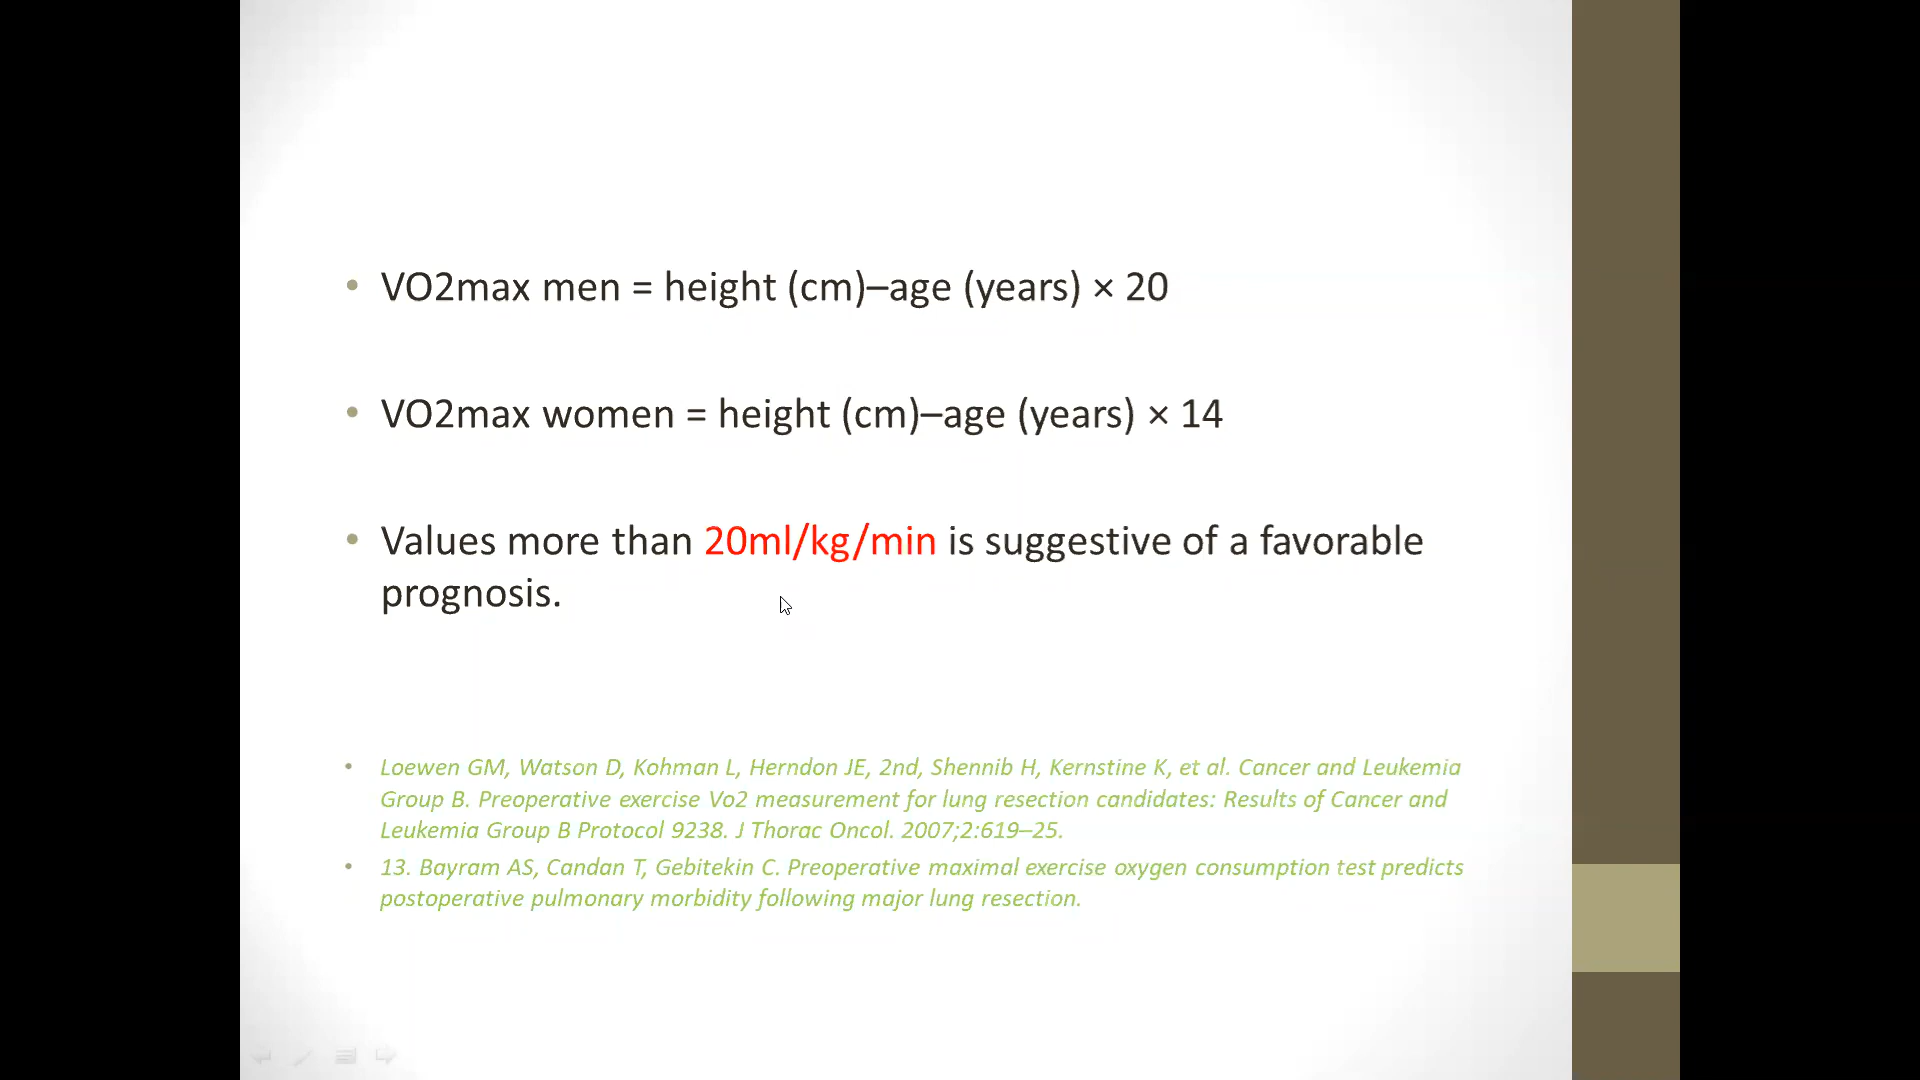 • VO2max men = height (cm)–age (years) × 20
• VO2max women = height (cm)–age (years) × 14
• Values more than 20ml/kg/min is suggestive of a favorable
prognosis.
• Loewen GM, Watson D, Kohman L, Herndon JE, 2nd, Shennib H, Kernstine K, et al. Cancer and Leukemia
Group B. Preoperative exercise Vo2 measurement for lung resection candidates: Results of Cancer and
Leukemia Group B Protocol 9238. J Thorac Oncol. 2007;2:619–25.
• 13. Bayram AS, Candan T, Gebitekin C. Preoperative maximal exercise oxygen consumption test predicts
postoperative pulmonary morbidity following major lung resection.